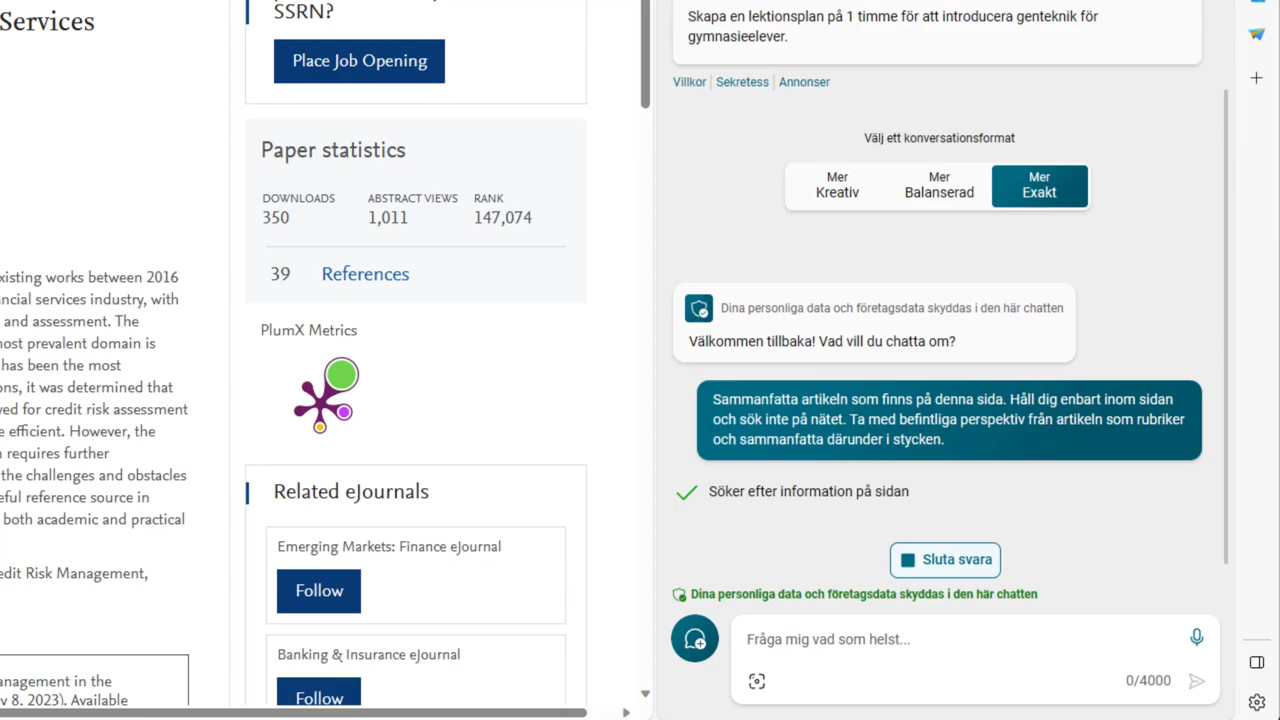 Services
xisting works between 2016
ncial services industry, with
and assessment. The
nost prevalent domain is
has been the most
ons, it was determined that
ved for credit risk assessment
e efficient. However, the
requires further
the challenges and obstacles
eful reference source in
both academic and practical
edit Risk Management,
anagement in the
v 8, 2023). Available
SSRN?
Place Job Opening
Paper statistics
DOWNLOADS ABSTRACT VIEWS RANK
350 1,011 147,074
39 References
PlumX Metrics
Related eJournals
Emerging Markets: Finance eJournal
Follow
Banking & Insurance eJournal
Follow
Skapa en lektionsplan på 1 timme för att introducera genteknik för
gymnasieelever.
Villkor Sekretess Annonser
Välj ett konversationsformat
Mer
Kreativ
Mer
Balanserad
Mer
Exakt
Dina personliga data och företagsdata skyddas i den här chatten
Välkommen tillbaka! Vad vill du chatta om?
Sammanfatta artikeln som finns på denna sida. Håll dig enbart inom sidan
och sök inte på nätet. Ta med befintliga perspektiv från artikeln som rubriker
och sammanfatta därunder i stycken.
Söker efter information på sidan
Sluta svara
Dina personliga data och företagsdata skyddas i den här chatten
Fråga mig vad som helst...
0/4000